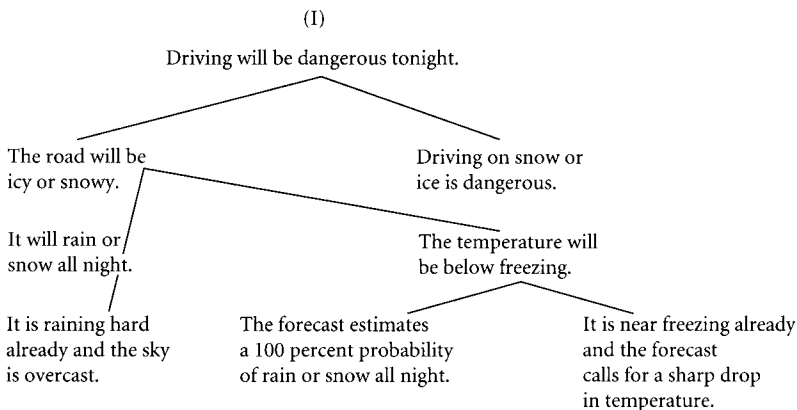 (I)
Driving will be dangerous tonight.
The road will be
icy or snowy.
Driving on snow or
ice is dangerous.
It will rain or
snow all night.
The temperature will
be below freezing.
It is raining hard
already and the sky
is overcast.
The forecast estimates
a 100 percent probability
of rain or snow all night.
It is near freezing already
and the forecast
calls for a sharp drop
in temperature.